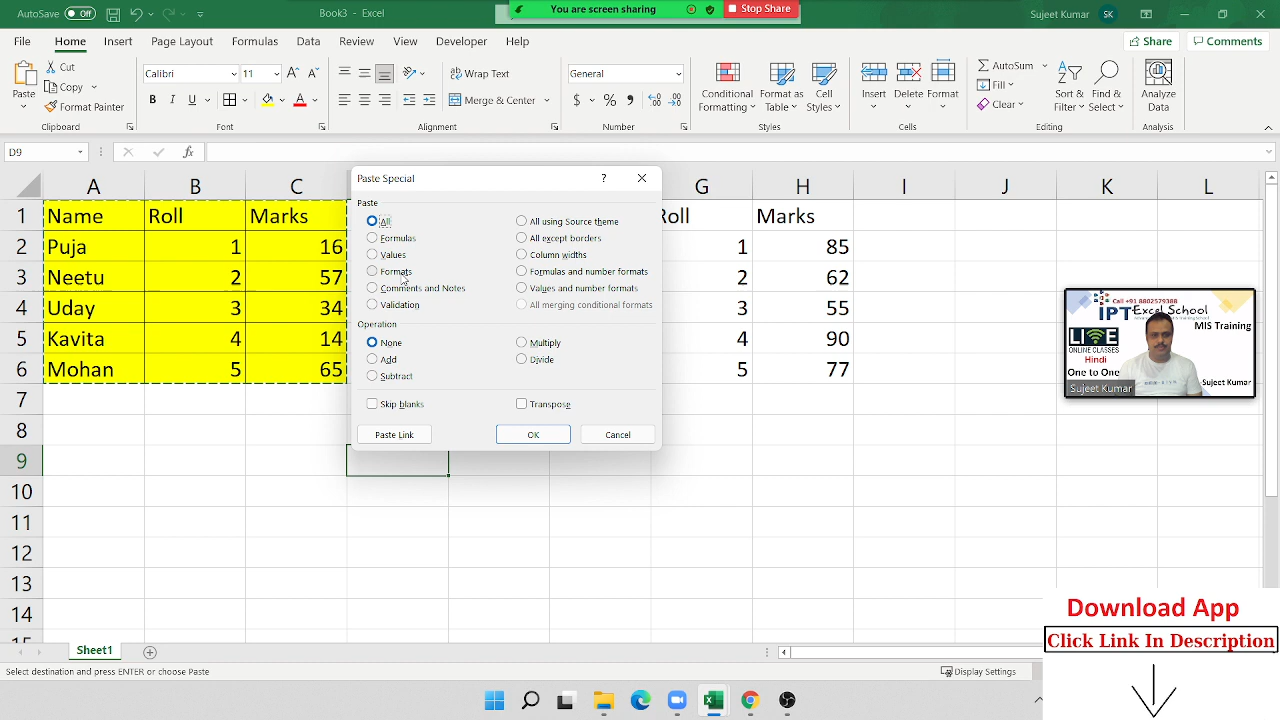 AutoSave Off
Book3 - Excel
You are screen sharing
Stop Share
Sujeet Kumar SK
File Home Insert Page Layout Formulas Data Review View Developer Help
Share Comments
Paste
Cut
Copy
Format Painter
Clipboard
Calibri 11
B I U
Font
Wrap Text
Merge & Center
Alignment
General
$ % ,
Number
Conditional Formatting
Format as Table
Cell Styles
Styles
Insert Delete Format
Cells
AutoSum
Fill
Clear
Sort & Filter
Find & Select
Editing
Analyze Data
Analysis
D9 fx
A B C G H I J K L
1 Name Roll Marks Roll Marks
2 Puja 1 16 1 85
3 Neetu 2 57 2 62
4 Uday 3 34 3 55
5 Kavita 4 14 4 90
6 Mohan 5 65 5 77
7
8
9
10
11
12
13
14
15
Paste Special ?
Paste
All
Formulas
Values
Formats
Comments and Notes
Validation
All using Source theme
All except borders
Column widths
Formulas and number formats
Values and number formats
All merging conditional formats
Operation
None
Add
Subtract
Multiply
Divide
Skip blanks
Transpose
Paste Link OK Cancel
Call +91 8802579388
IPT Excel School
MIS Training
LIVE
ONLINE CLASSES
Hindi
One to One
Sujeet Kumar
-Sujeet Kumar
Download App
Click Link In Description
Sheet1
Select destination and press ENTER or choose Paste
Display Settings